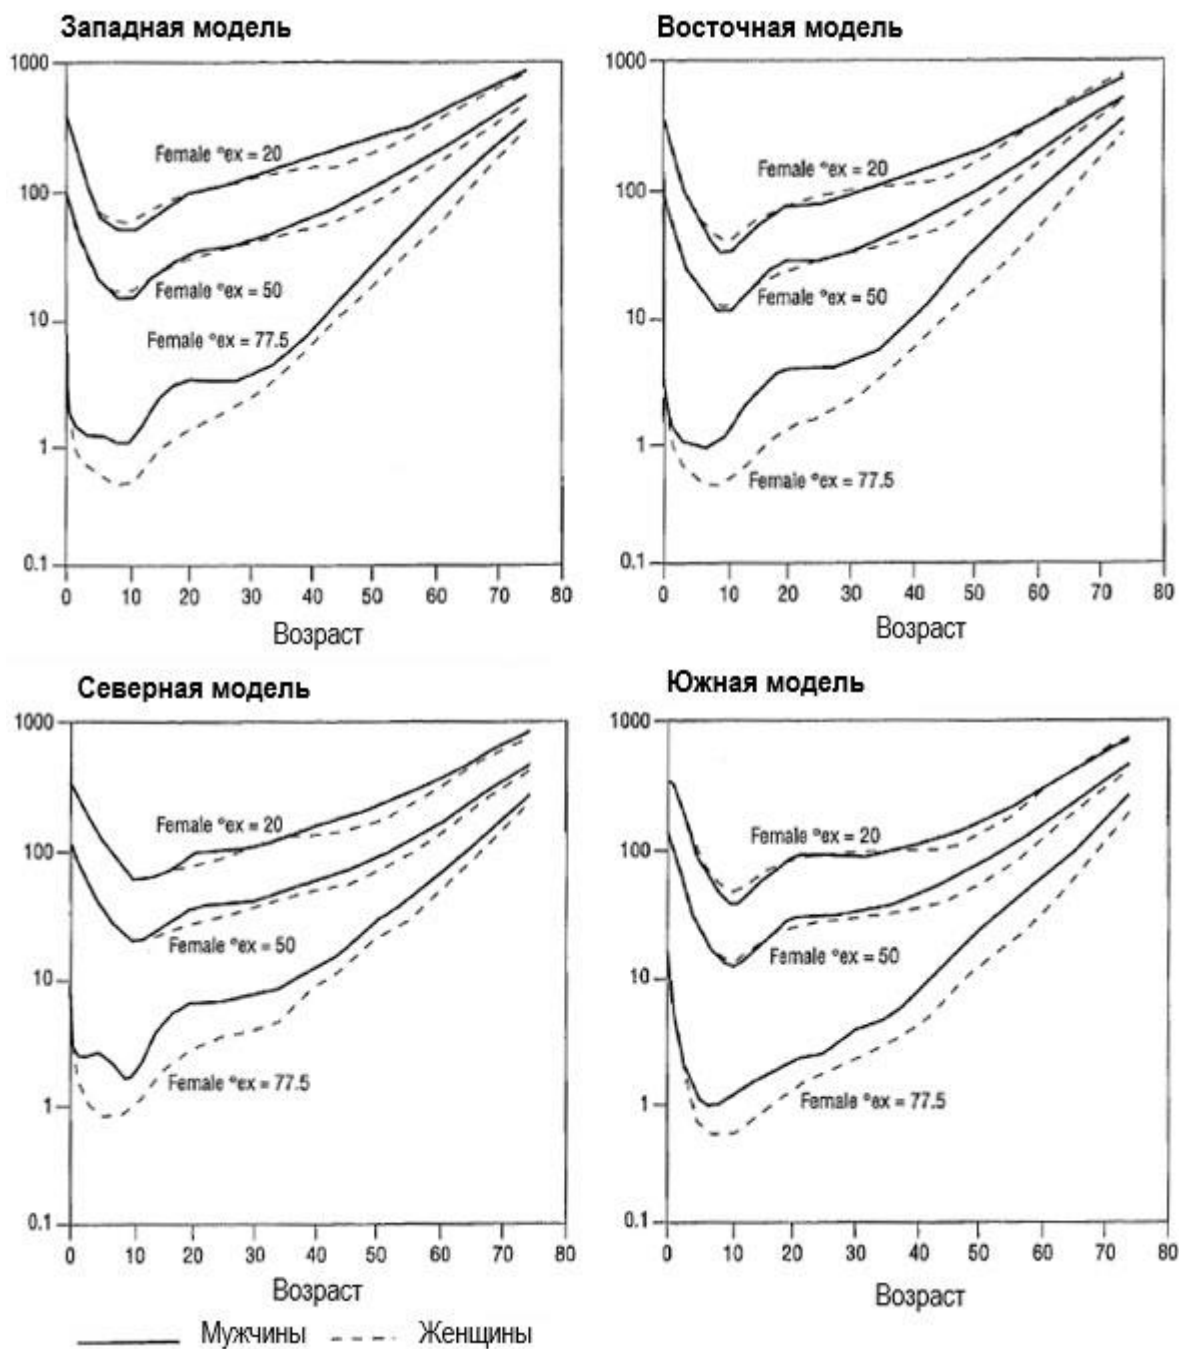 Западная модель
1000
100
10
1
0.1
Female °ex = 20
Female °ex = 50
Female °ex = 77.5
0 10 20 30 40 50 60 70 80
Возраст
Восточная модель
1000
100
10
1
0.1
Female °ex = 20
Female °ex = 50
Female °ex = 77.5
0 10 20 30 40 50 60 70 80
Возраст
Северная модель
1000
100
10
1
0.1
Female °ex = 20
Female °ex = 50
Female °ex = 77.5
0 10 20 30 40 50 60 70 80
Возраст
Южная модель
1000
100
10
1
0.1
Female °ex = 20
Female °ex = 50
Female °ex = 77.5
0 10 20 30 40 50 60 70 80
Возраст
Мужчины Женщины